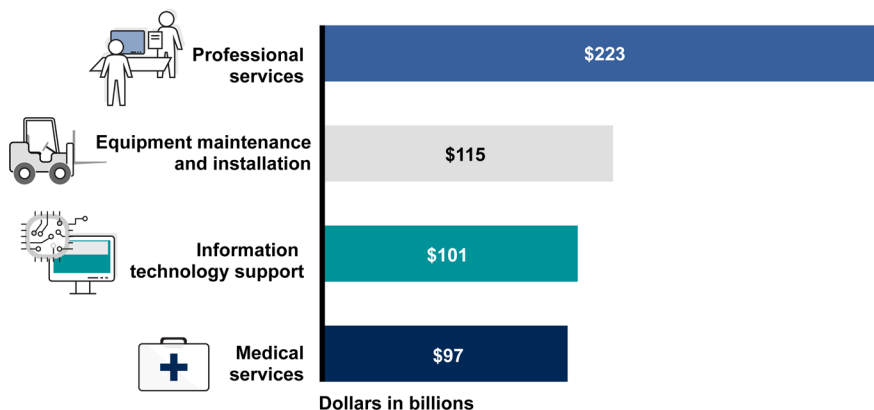 Professional
services
$223
Equipment maintenance
and installation
$115
Information
technology support
$101
Medical
services
$97
Dollars in billions